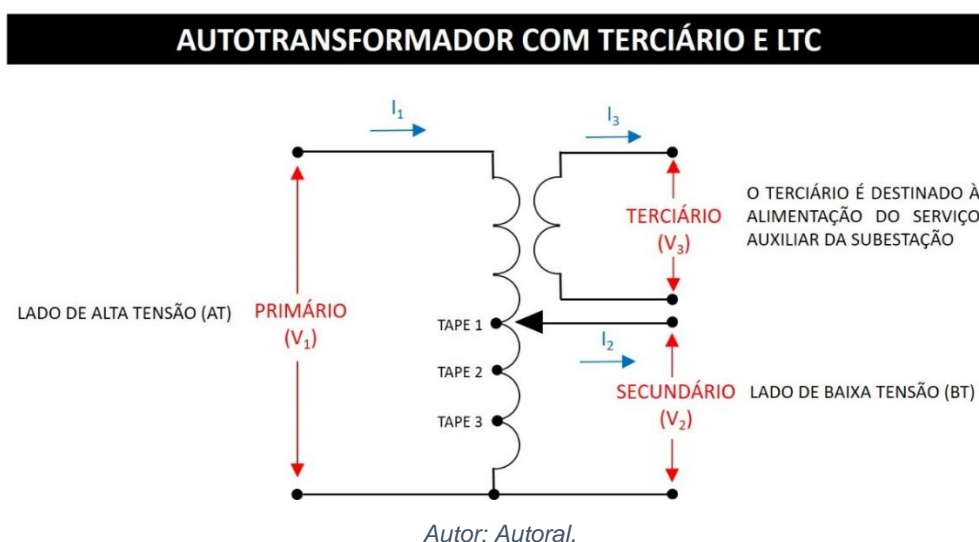 AUTOTRANSFORMADOR COM TERCIÁRIO E LTC
I₁
I₃
TERCIÁRIO
(V₃)
O TERCIÁRIO É DESTINADO À
ALIMENTAÇÃO DO SERVIÇO
AUXILIAR DA SUBESTAÇÃO
LADO DE ALTA TENSÃO (AT)
PRIMÁRIO
(V₁)
TAPE 1
TAPE 2
TAPE 3
I₂
SECUNDÁRIO
(V₂)
LADO DE BAIXA TENSÃO (BT)
Autor: Autoral.